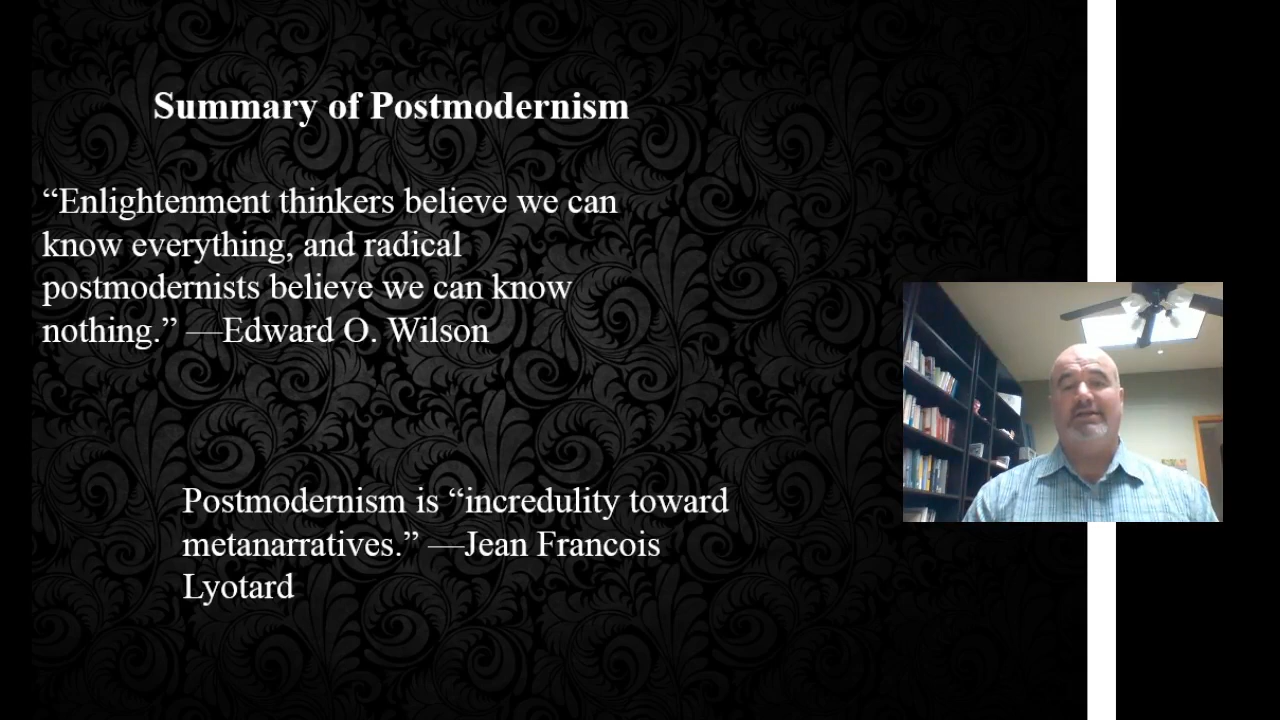 Summary of Postmodernism
“Enlightenment thinkers believe we can
know everything, and radical
postmodernists believe we can know
nothing.” —Edward O. Wilson
Postmodernism is “incredulity toward
metanarratives.” —Jean Francois
Lyotard